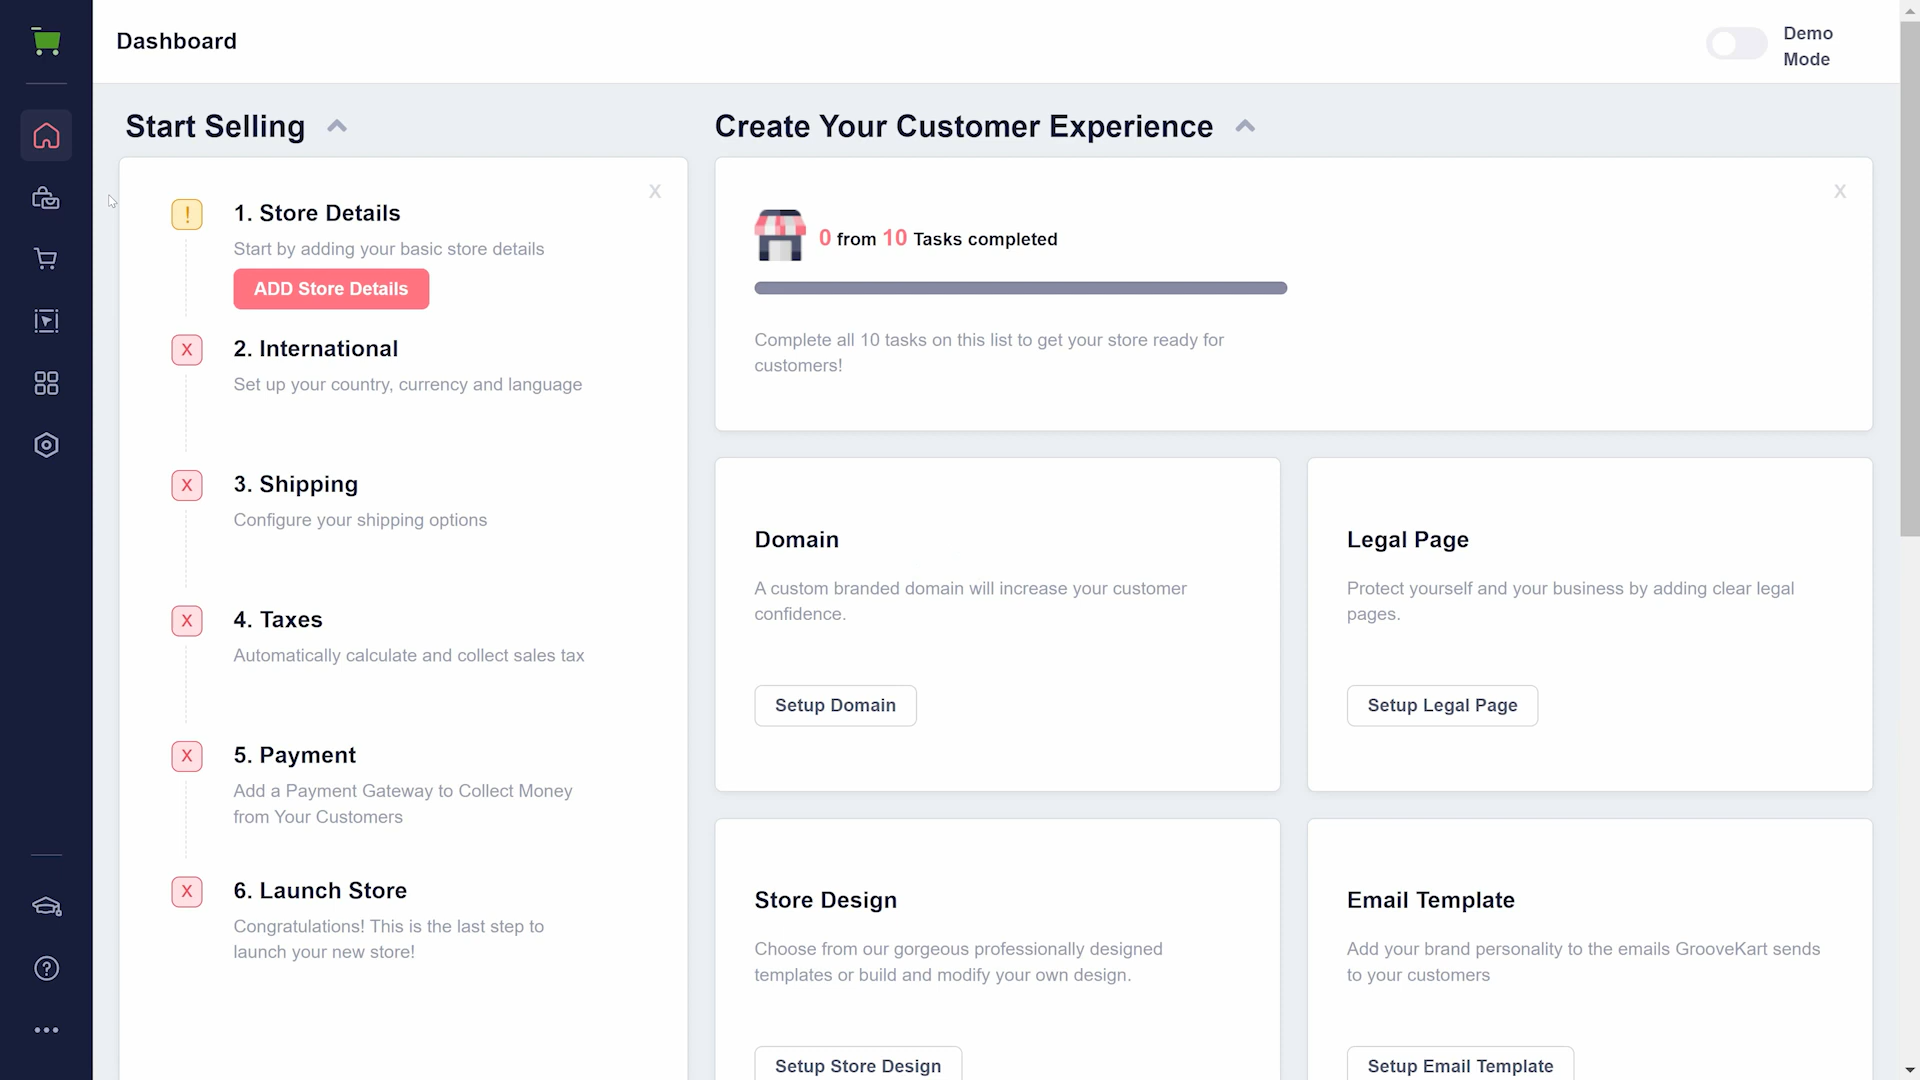 Dashboard
Demo
Mode
Start Selling
X
! 1. Store Details
Start by adding your basic store details
ADD Store Details
X 2. International
Set up your country, currency and language
X 3. Shipping
Configure your shipping options
X 4. Taxes
Automatically calculate and collect sales tax
X 5. Payment
Add a Payment Gateway to Collect Money
from Your Customers
X 6. Launch Store
Congratulations! This is the last step to
launch your new store!
Create Your Customer Experience
X
0 from 10 Tasks completed
Complete all 10 tasks on this list to get your store ready for
customers!
Domain
A custom branded domain will increase your customer
confidence.
Setup Domain
Legal Page
Protect yourself and your business by adding clear legal
pages.
Setup Legal Page
Store Design
Choose from our gorgeous professionally designed
templates or build and modify your own design.
Setup Store Design
Email Template
Add your brand personality to the emails GrooveKart sends
to your customers
Setup Email Template